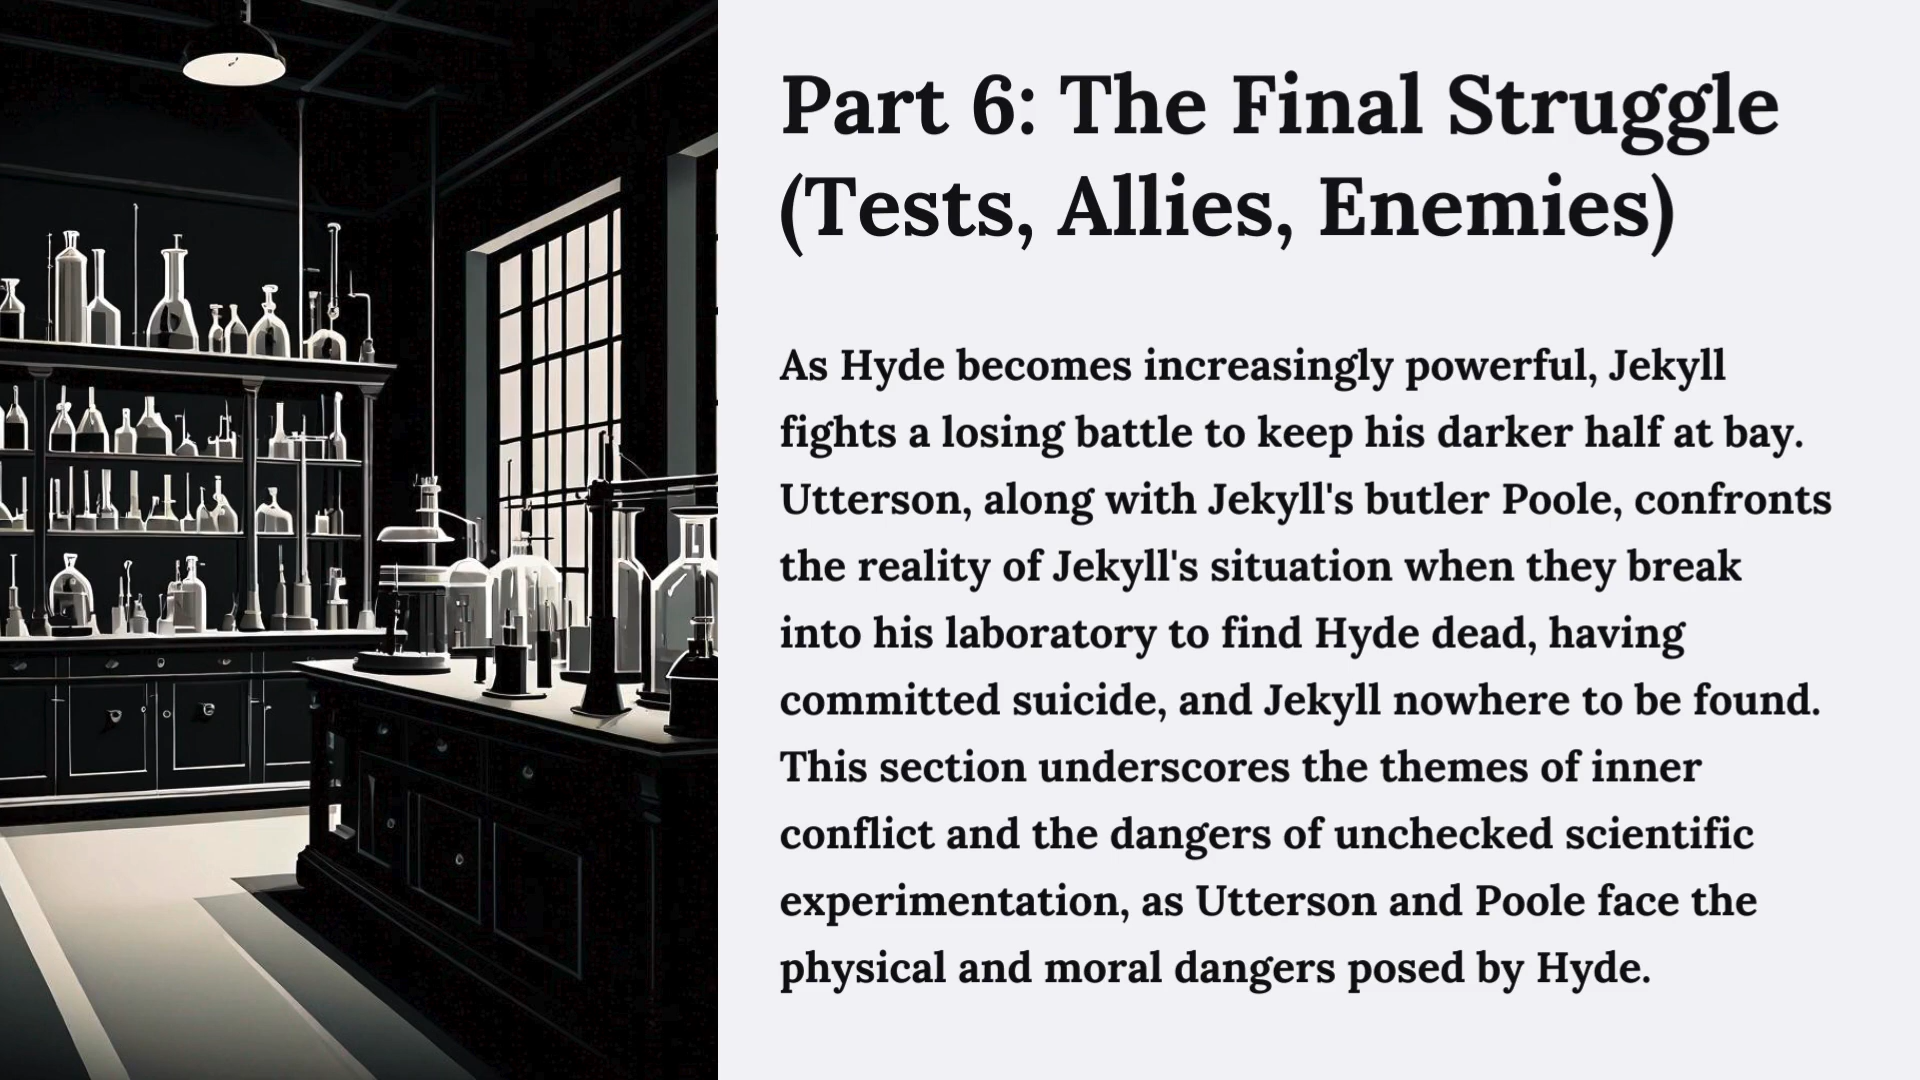 Part 6: The Final Struggle
(Tests, Allies, Enemies)
As Hyde becomes increasingly powerful, Jekyll
fights a losing battle to keep his darker half at bay.
Utterson, along with Jekyll's butler Poole, confronts
the reality of Jekyll's situation when they break
into his laboratory to find Hyde dead, having
committed suicide, and Jekyll nowhere to be found.
This section underscores the themes of inner
conflict and the dangers of unchecked scientific
experimentation, as Utterson and Poole face the
physical and moral dangers posed by Hyde.